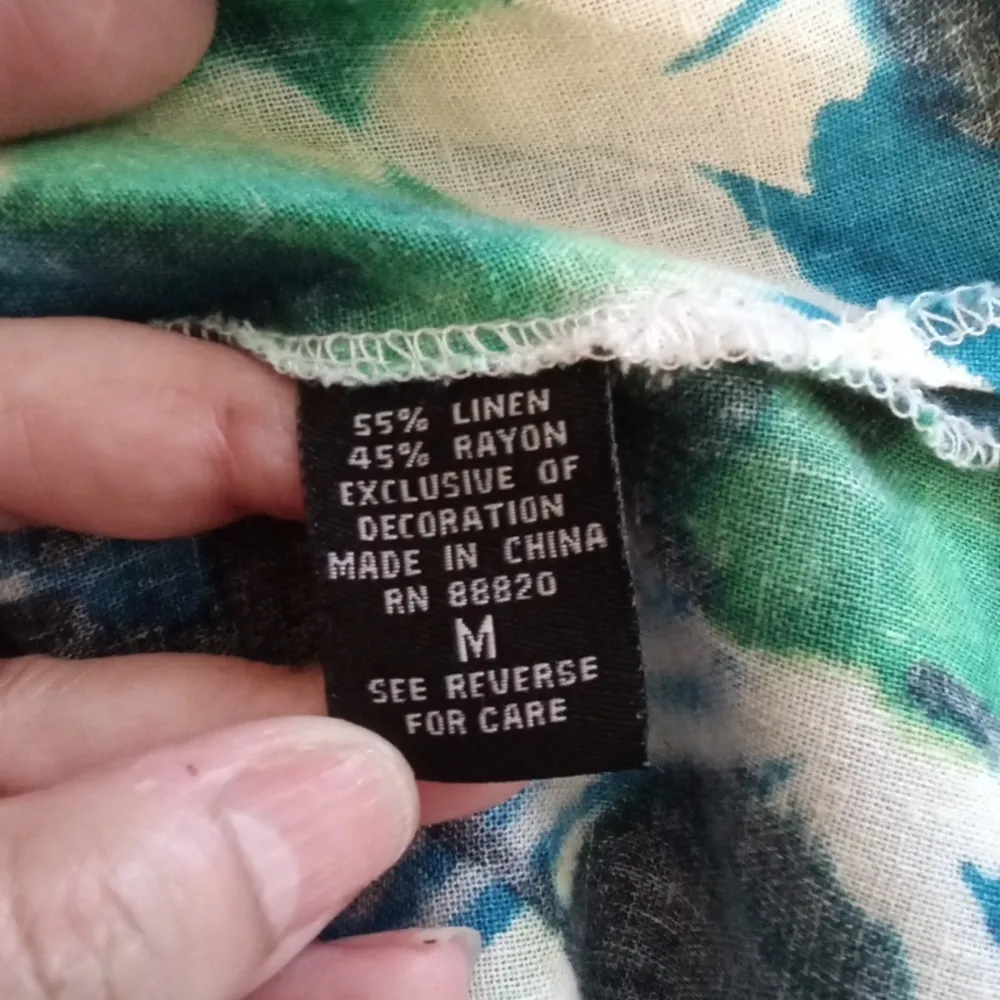 55% LINEN
45% RAYON
EXCLUSIVE OF
DECORATION
MADE IN CHINA
RN 88820
M
SEE REVERSE
FOR CARE